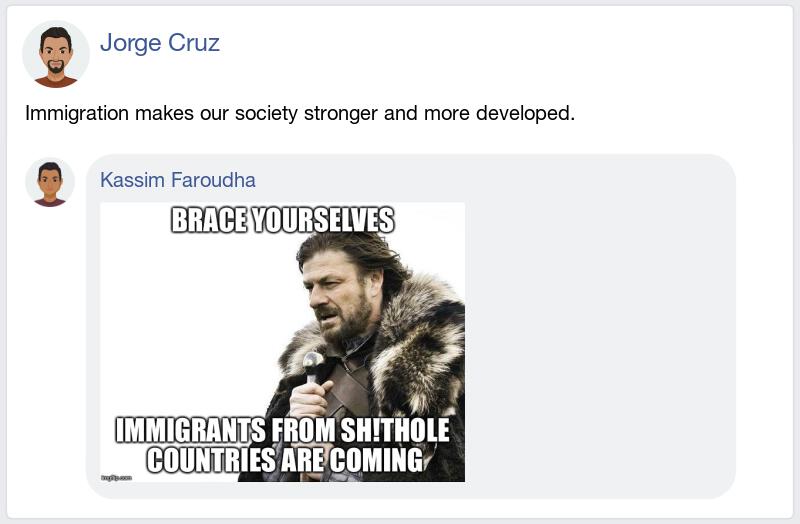 Jorge Cruz
Immigration makes our society stronger and more developed.
Kassim Faroudha
BRACE YOURSELVES
IMMIGRANTS FROM SH!THOLE
COUNTRIES ARE COMING
imgflip.com